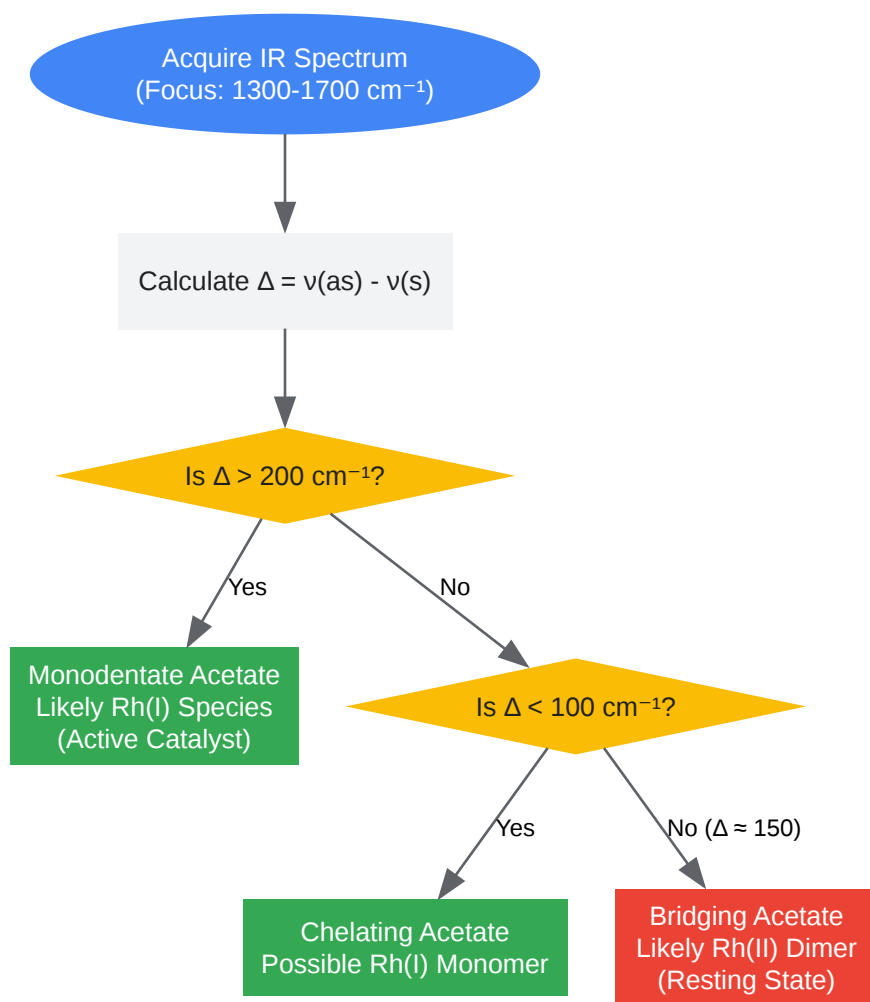 Acquire IR Spectrum
(Focus: 1300-1700 cm⁻¹)
Calculate Δ = ν(as) - ν(s)
Is Δ > 200 cm⁻¹?
Yes
No
Monodentate Acetate
Likely Rh(I) Species
(Active Catalyst)
Is Δ < 100 cm⁻¹?
Yes
No (Δ ≈ 150)
Chelating Acetate
Possible Rh(I) Monomer
Bridging Acetate
Likely Rh(II) Dimer
(Resting State)